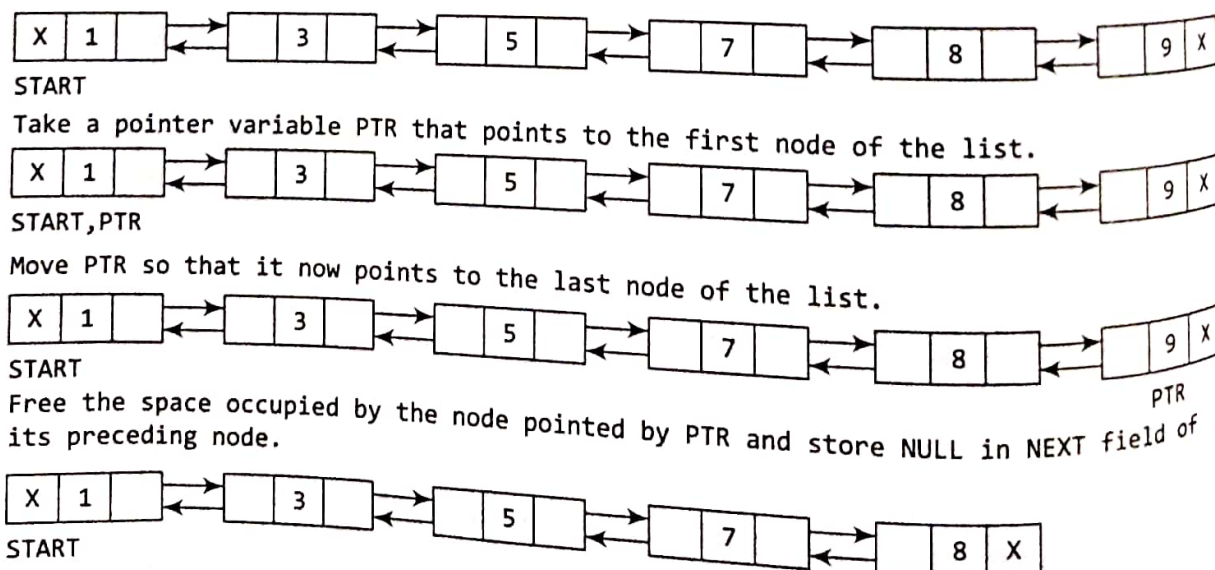 X 1 3 5 7 8 9 X
START
Take a pointer variable PTR that points to the first node of the list.
X 1 3 5 7 8 9 X
START,PTR
Move PTR so that it now points to the last node of the list.
X 1 3 5 7 8 9 X
START
PTR
Free the space occupied by the node pointed by PTR and store NULL in NEXT field of
its preceding node.
X 1 3 5 7 8 X
START